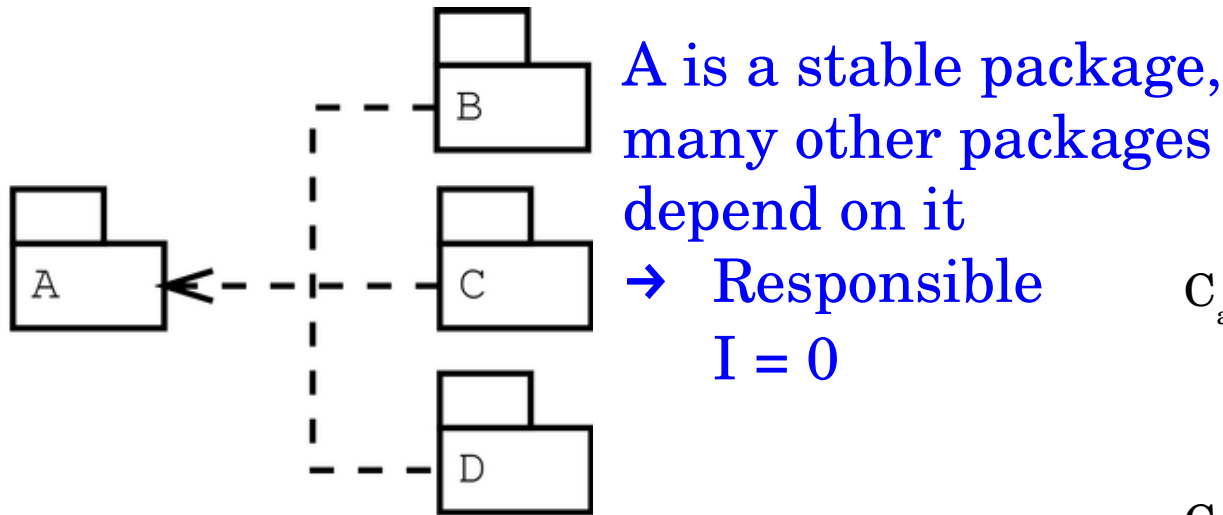 B
A
C
D
A is a stable package,
many other packages
depend on it
→ Responsible
I = 0
C